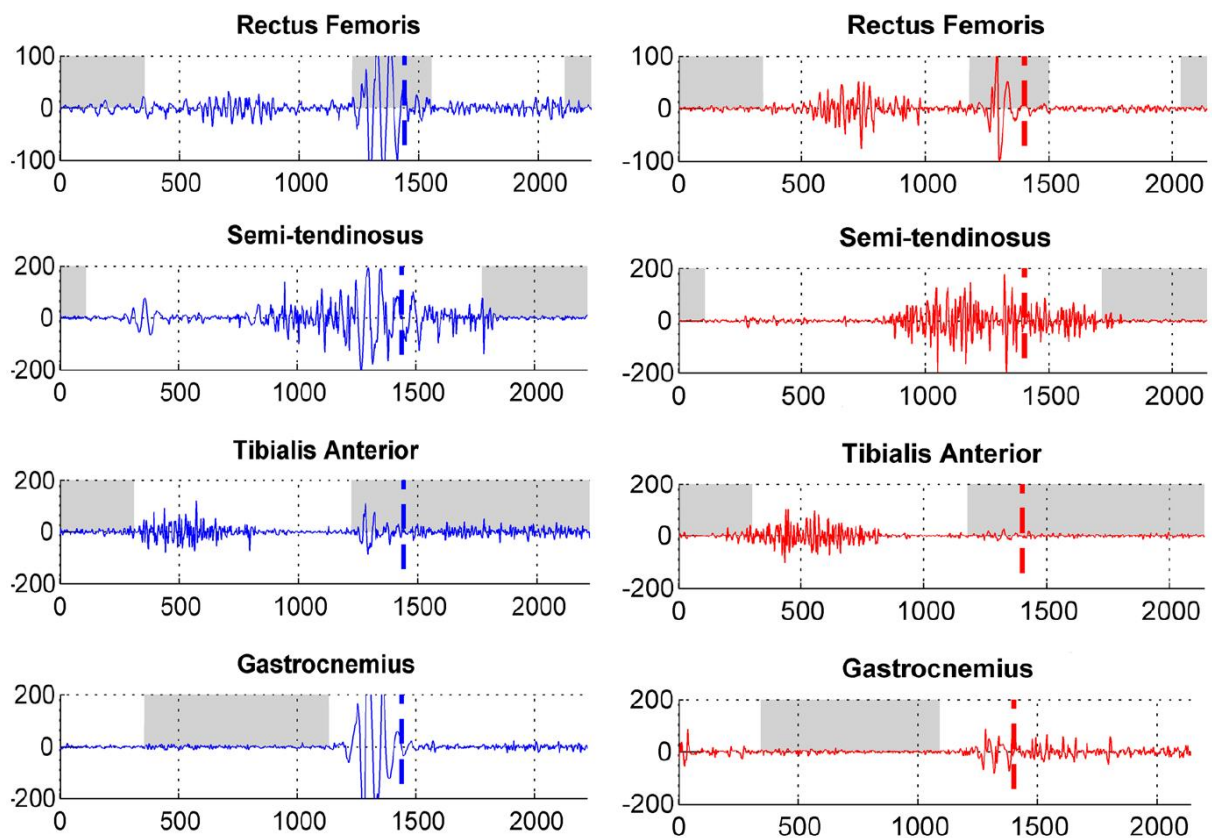 Rectus Femoris Rectus Femoris
100 100
0 0
-100 -100
0 500 1000 1500 2000 0 500 1000 1500 2000
Semi-tendinosus Semi-tendinosus
200 200
0 0
-200 -200
0 500 1000 1500 2000 0 500 1000 1500 2000
Tibialis Anterior Tibialis Anterior
200 200
0 0
-200 -200
0 500 1000 1500 2000 0 500 1000 1500 2000
Gastrocnemius Gastrocnemius
200 200
0 0
-200 -200
0 500 1000 1500 2000 0 500 1000 1500 2000